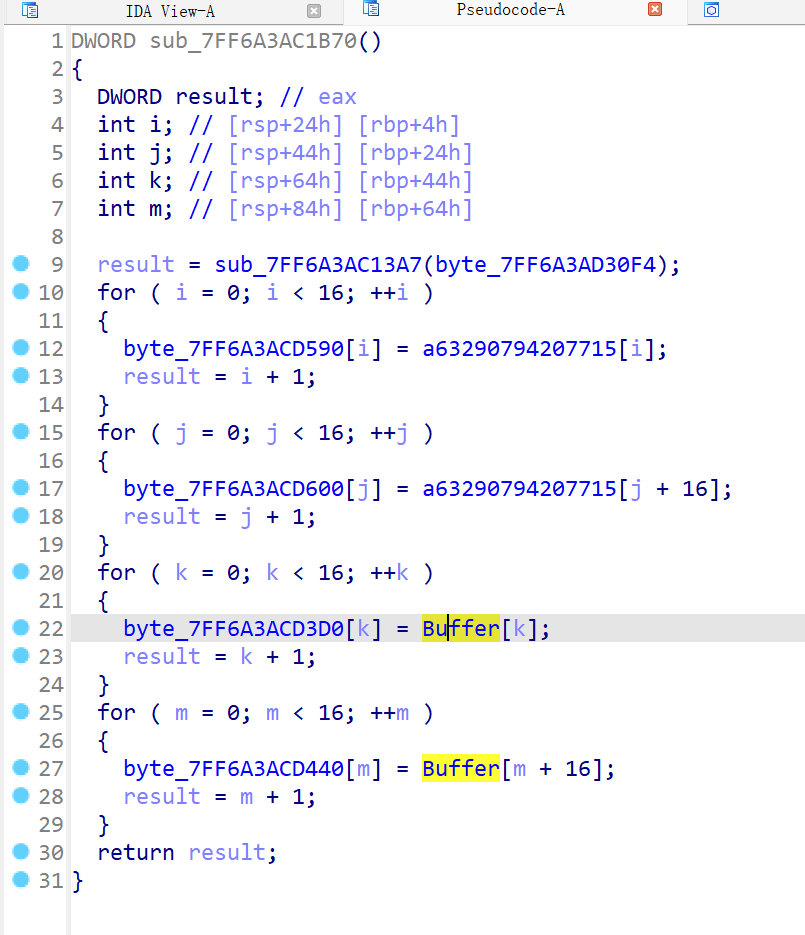 IDA View-A Pseudocode-A
1 DWORD sub_7FF6A3AC1B70()
2 {
3 DWORD result; // eax
4 int i; // [rsp+24h] [rbp+4h]
5 int j; // [rsp+44h] [rbp+24h]
6 int k; // [rsp+64h] [rbp+44h]
7 int m; // [rsp+84h] [rbp+64h]
8
9 result = sub_7FF6A3AC13A7(byte_7FF6A3AD30F4);
10 for ( i = 0; i < 16; ++i )
11 {
12 byte_7FF6A3ACD590[i] = a63290794207715[i];
13 result = i + 1;
14 }
15 for ( j = 0; j < 16; ++j )
16 {
17 byte_7FF6A3ACD600[j] = a63290794207715[j + 16];
18 result = j + 1;
19 }
20 for ( k = 0; k < 16; ++k )
21 {
22 byte_7FF6A3ACD3D0[k] = Buffer[k];
23 result = k + 1;
24 }
25 for ( m = 0; m < 16; ++m )
26 {
27 byte_7FF6A3ACD440[m] = Buffer[m + 16];
28 result = m + 1;
29 }
30 return result;
31 }